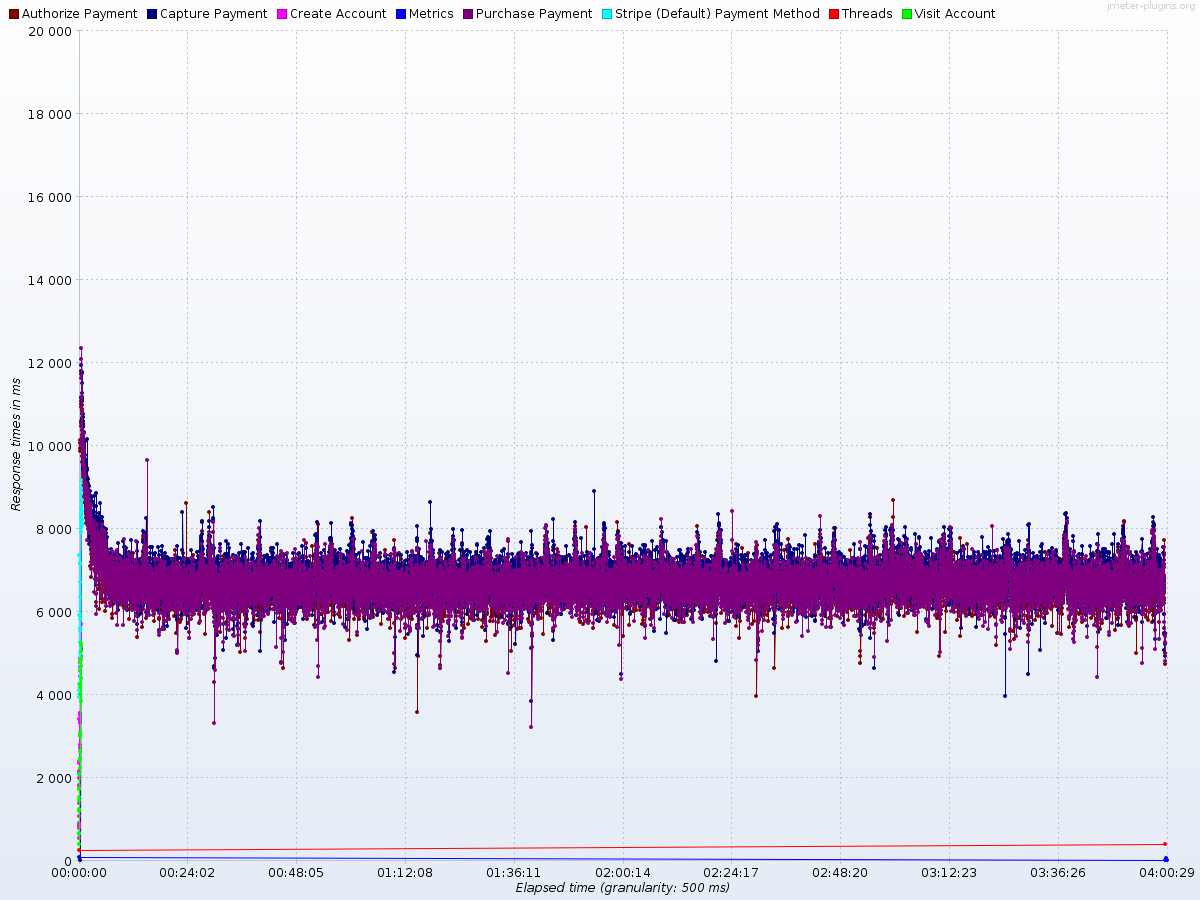 Authorize Payment Capture Payment Create Account Metrics Purchase Payment Stripe (Default) Payment Method Threads Visit Account
jmeter-plugins.org
20 000
18 000
16 000
14 000
12 000
10 000
8 000
6 000
4 000
2 000
0
Response times in ms
00:00:00 00:24:02 00:48:05 01:12:08 01:36:11 02:00:14 02:24:17 02:48:20 03:12:23 03:36:26 04:00:29
Elapsed time (granularity: 500 ms)